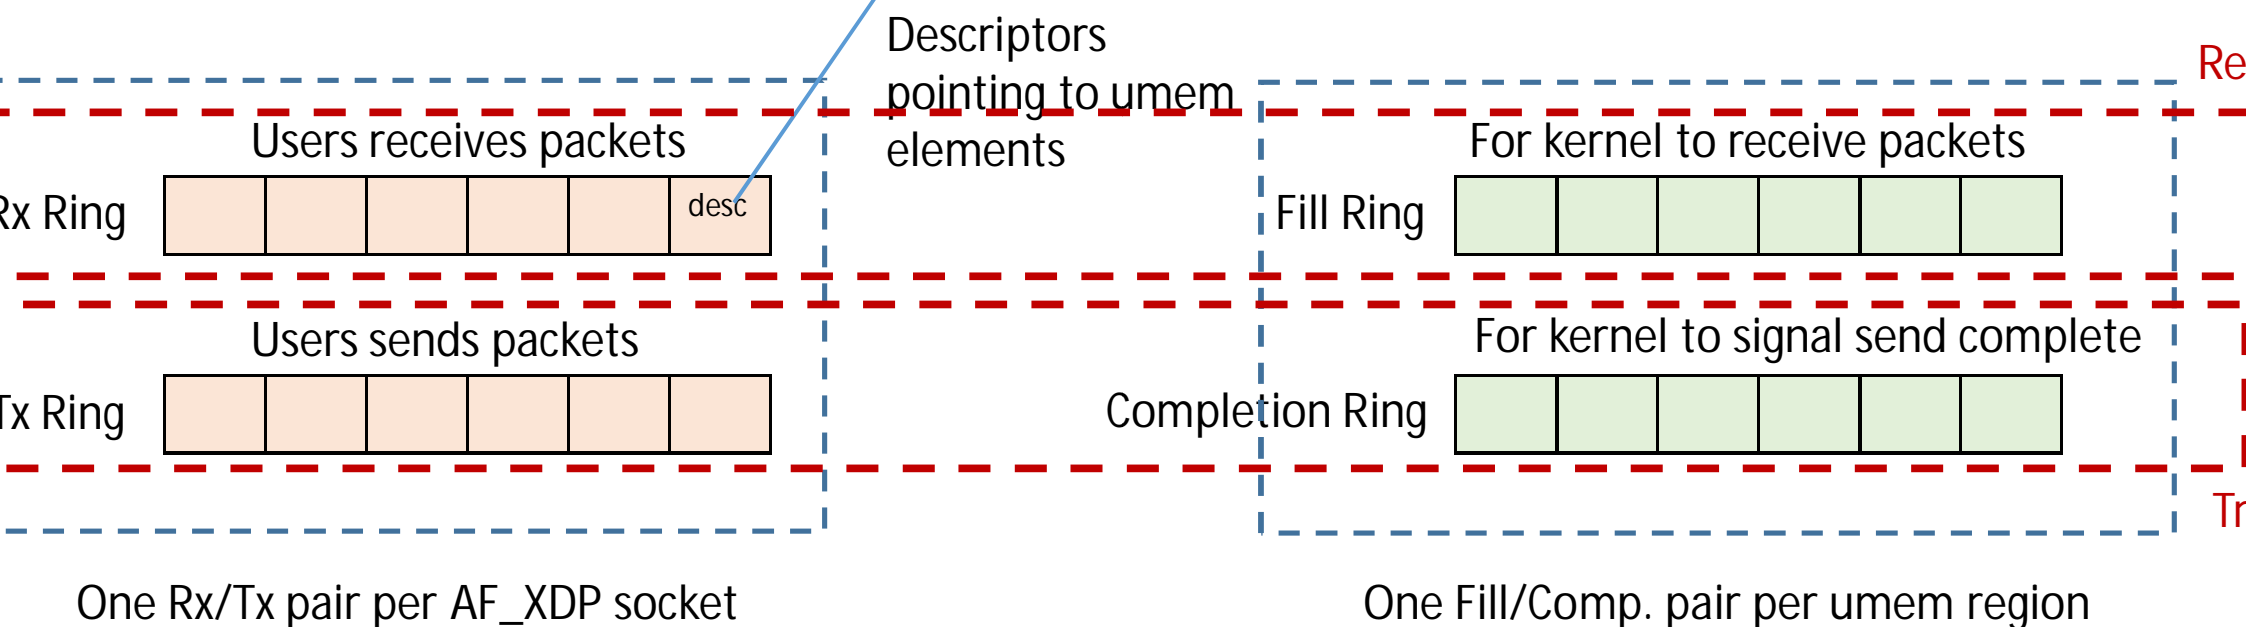 Descriptors
pointing to umem
elements
Users receives packets
For kernel to receive packets
Rx Ring
desc
Fill Ring
Users sends packets
For kernel to signal send complete
Tx Ring
Completion Ring
One Rx/Tx pair per AF_XDP socket
One Fill/Comp. pair per umem region